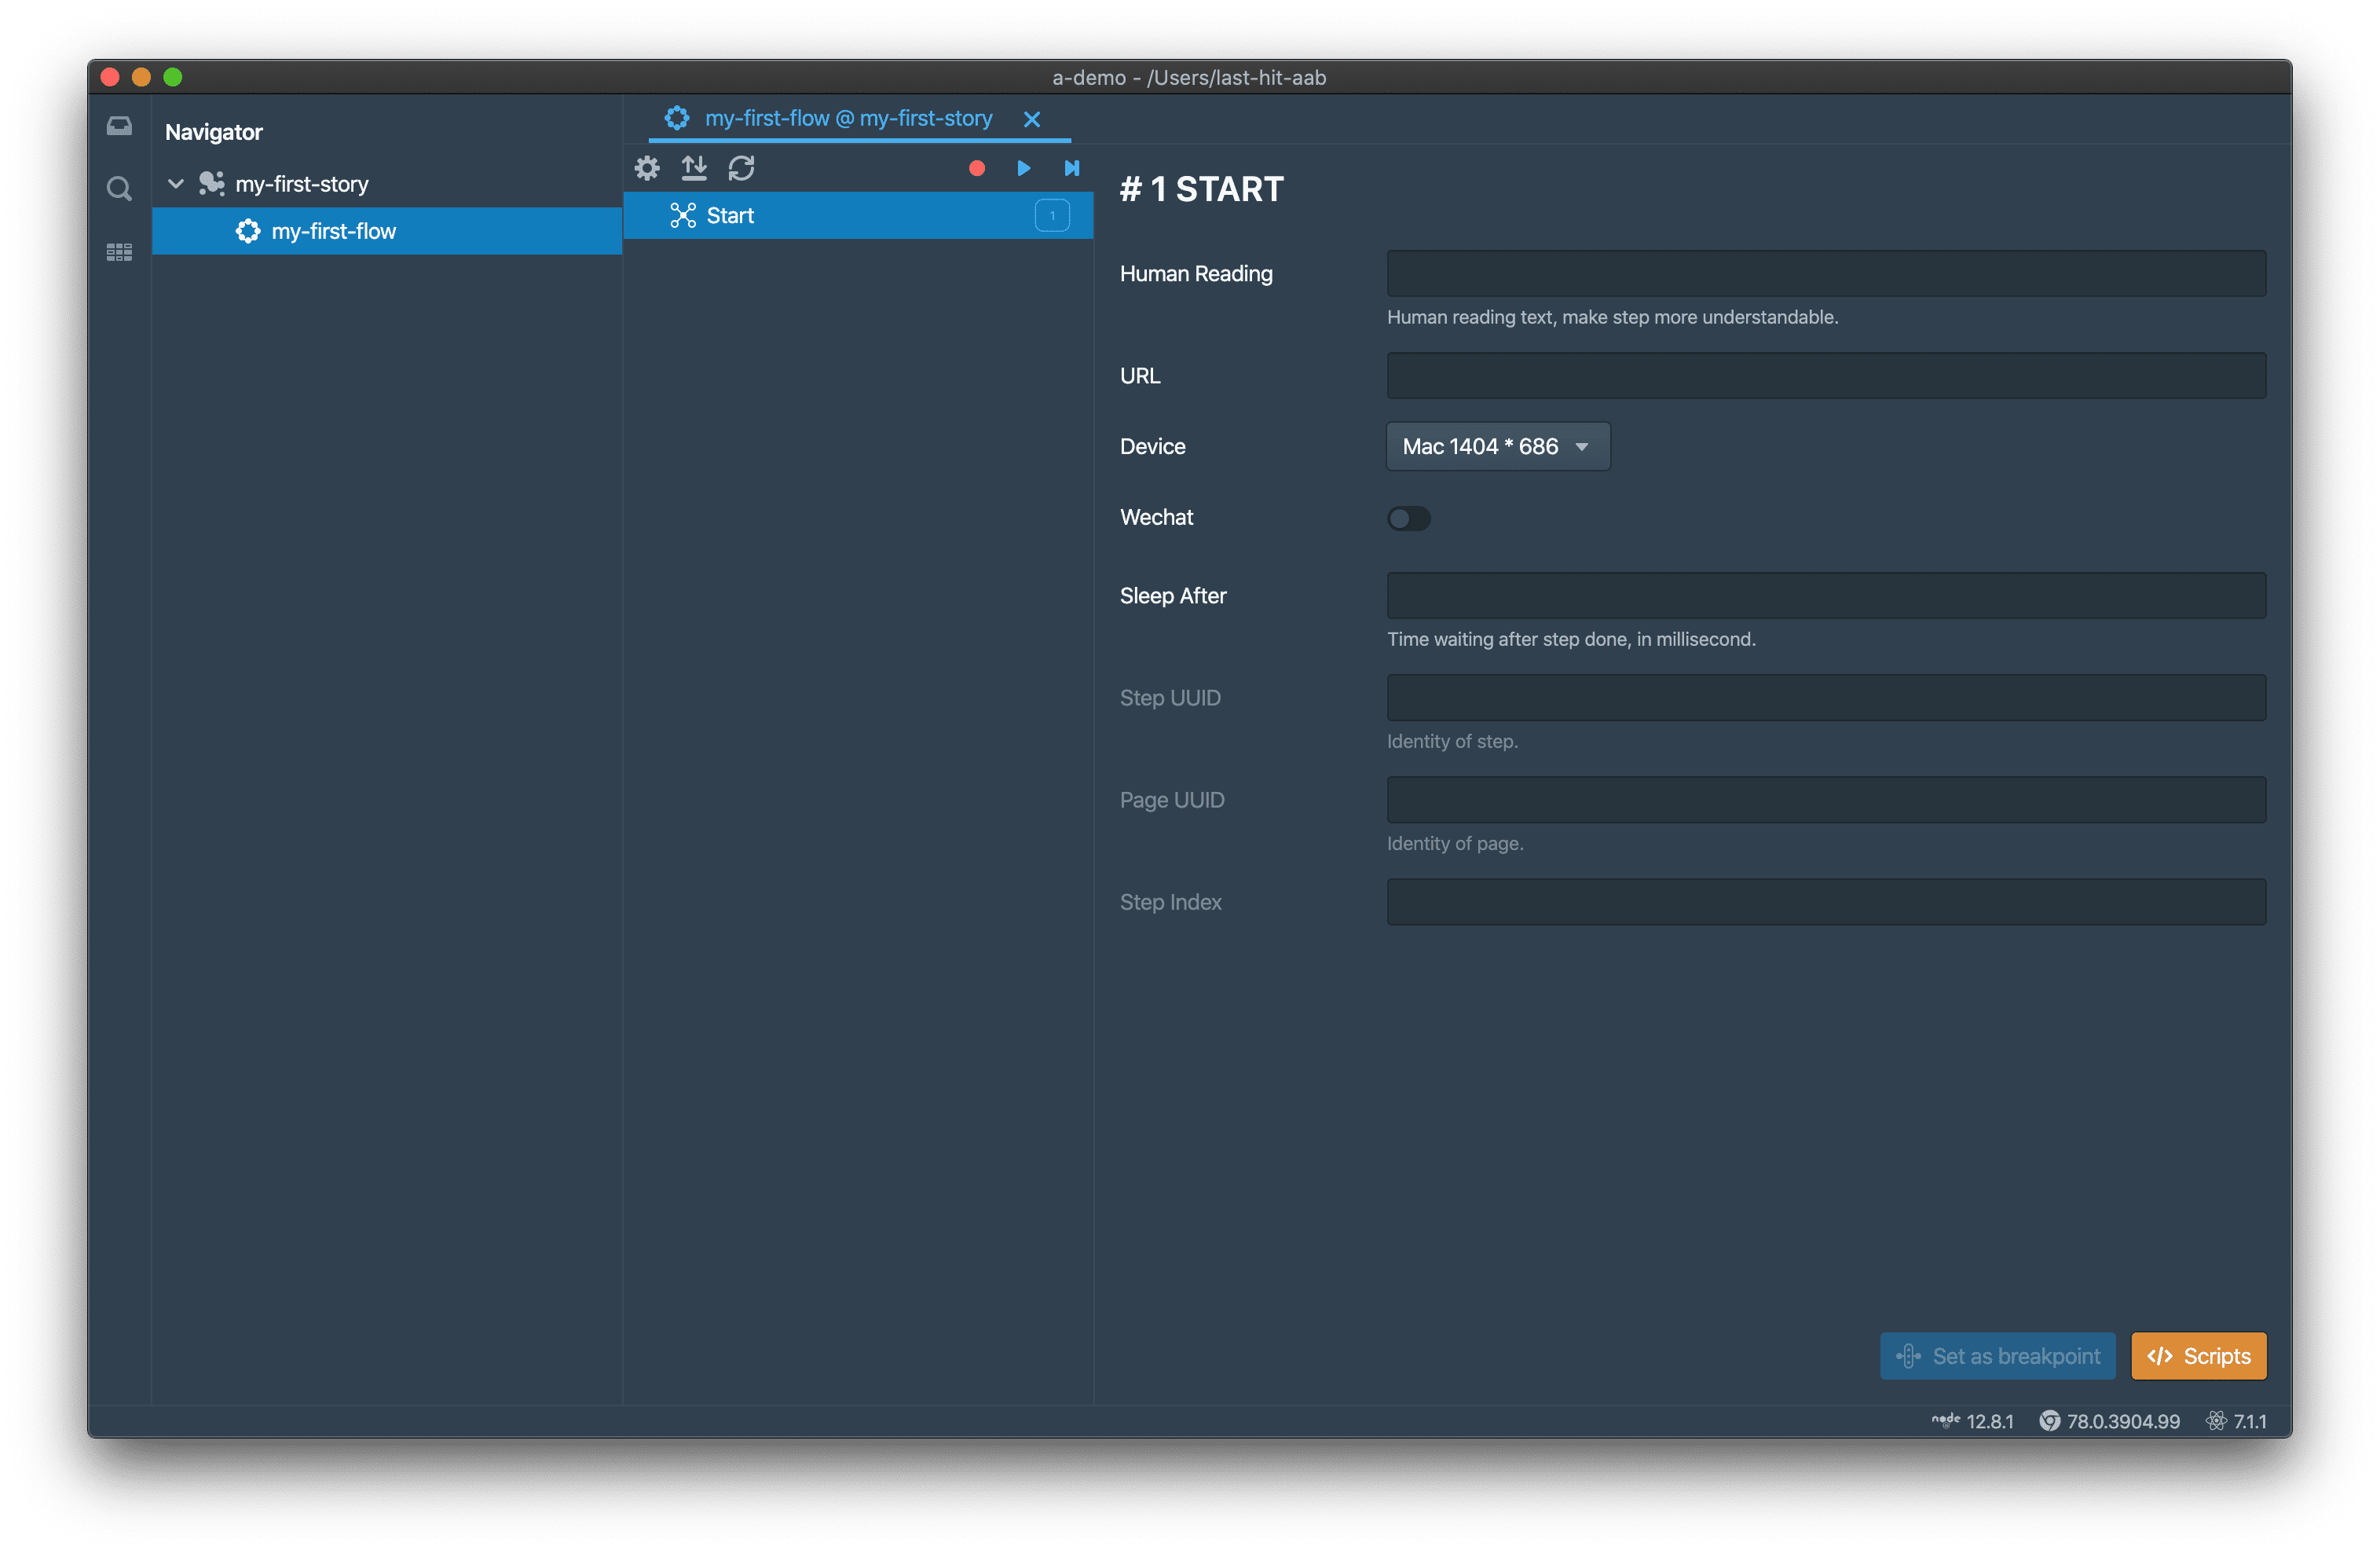 a-demo - /Users/last-hit-aab
Navigator
my-first-story
my-first-flow
my-first-flow @ my-first-story
Start
1
# 1 START
Human Reading
Human reading text, make step more understandable.
URL
Device
Mac 1404 * 686
Wechat
Sleep After
Time waiting after step done, in millisecond.
Step UUID
Identity of step.
Page UUID
Identity of page.
Step Index
Set as breakpoint
</> Scripts
node 12.8.1
78.0.3904.99
7.1.1